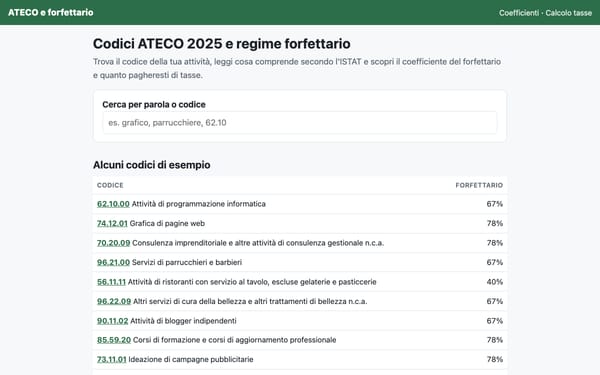 ATECO e forfettario
Coefficienti · Calcolo tasse
Codici ATECO 2025 e regime forfettario
Trova il codice della tua attività, leggi cosa comprende secondo l'ISTAT e scopri il coefficiente del forfettario
e quanto pagheresti di tasse.
Cerca per parola o codice
es. grafico, parrucchiere, 62.10
Alcuni codici di esempio
CODICE FORFETTARIO
62.10.00 Attività di programmazione informatica 67%
74.12.01 Grafica di pagine web 78%
70.20.09 Consulenza imprenditoriale e altre attività di consulenza gestionale n.c.a. 78%
96.21.00 Servizi di parrucchieri e barbieri 67%
56.11.11 Attività di ristoranti con servizio al tavolo, escluse gelaterie e pasticcerie 40%
96.22.09 Altri servizi di cura della bellezza e altri trattamenti di bellezza n.c.a. 67%
90.11.02 Attività di blogger indipendenti 67%
85.59.20 Corsi di formazione e corsi di aggiornamento professionale 78%
73.11.01 Ideazione di campagne pubblicitarie 78%